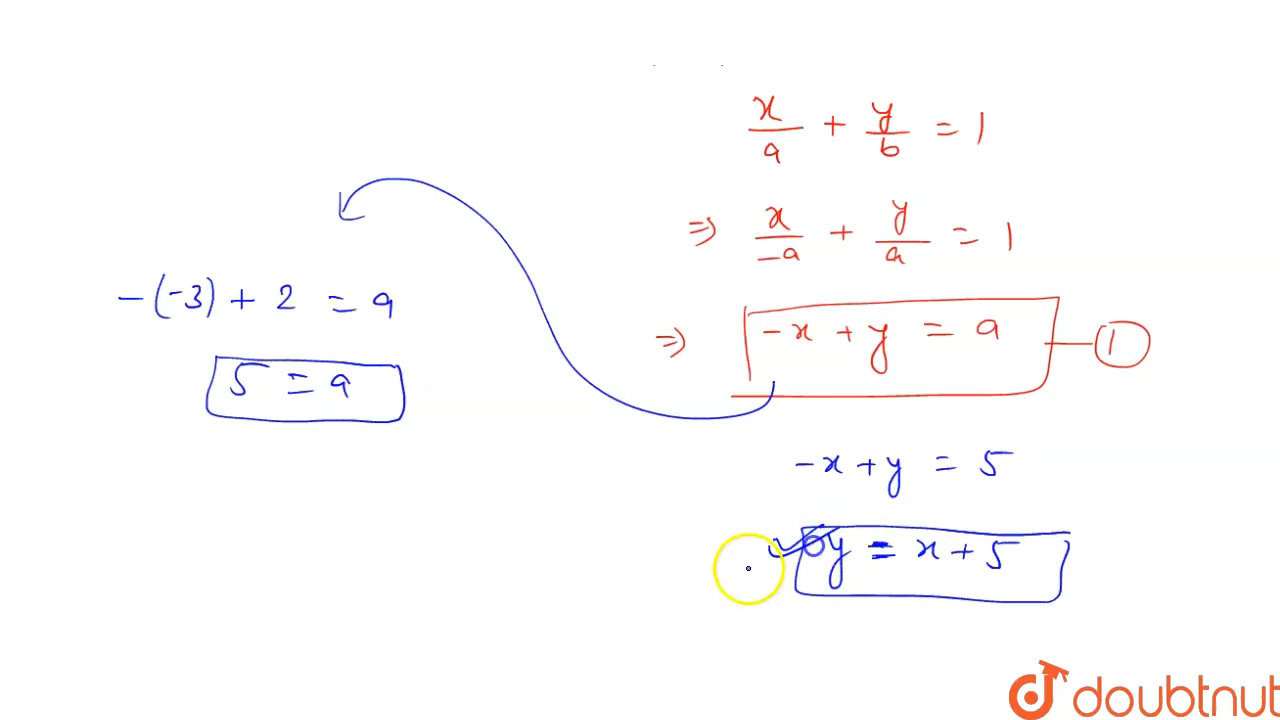 x/a + y/b = 1
⇒ x/-a + y/a = 1
⇒ -x + y = a — ①
-(-3) + 2 = a
5 = a
-x + y = 5
y = x + 5
doubtnut